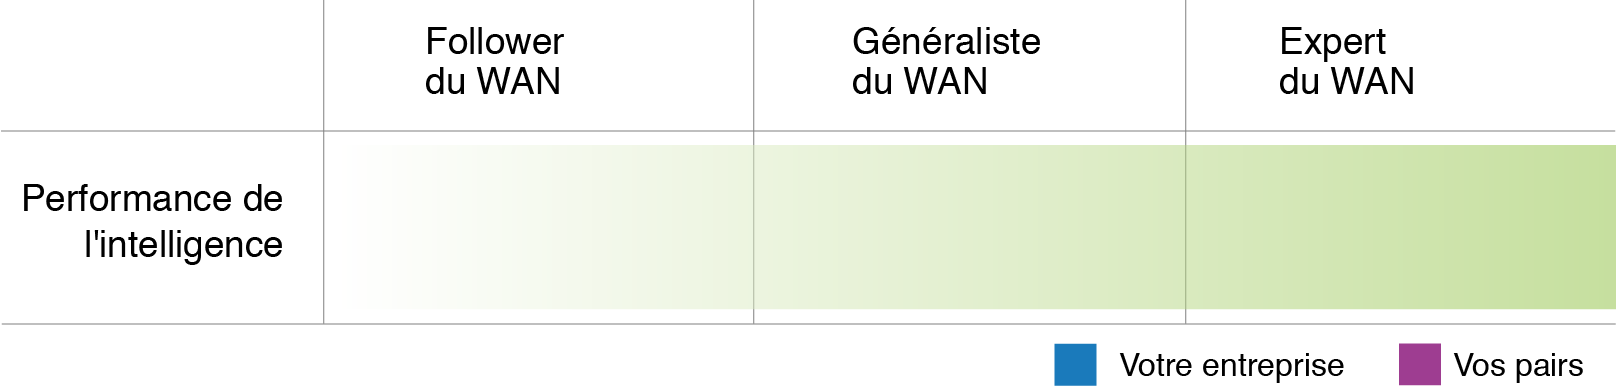 Follower
du WAN
Généraliste
du WAN
Expert
du WAN
Performance de
l'intelligence
Votre entreprise
Vos pairs